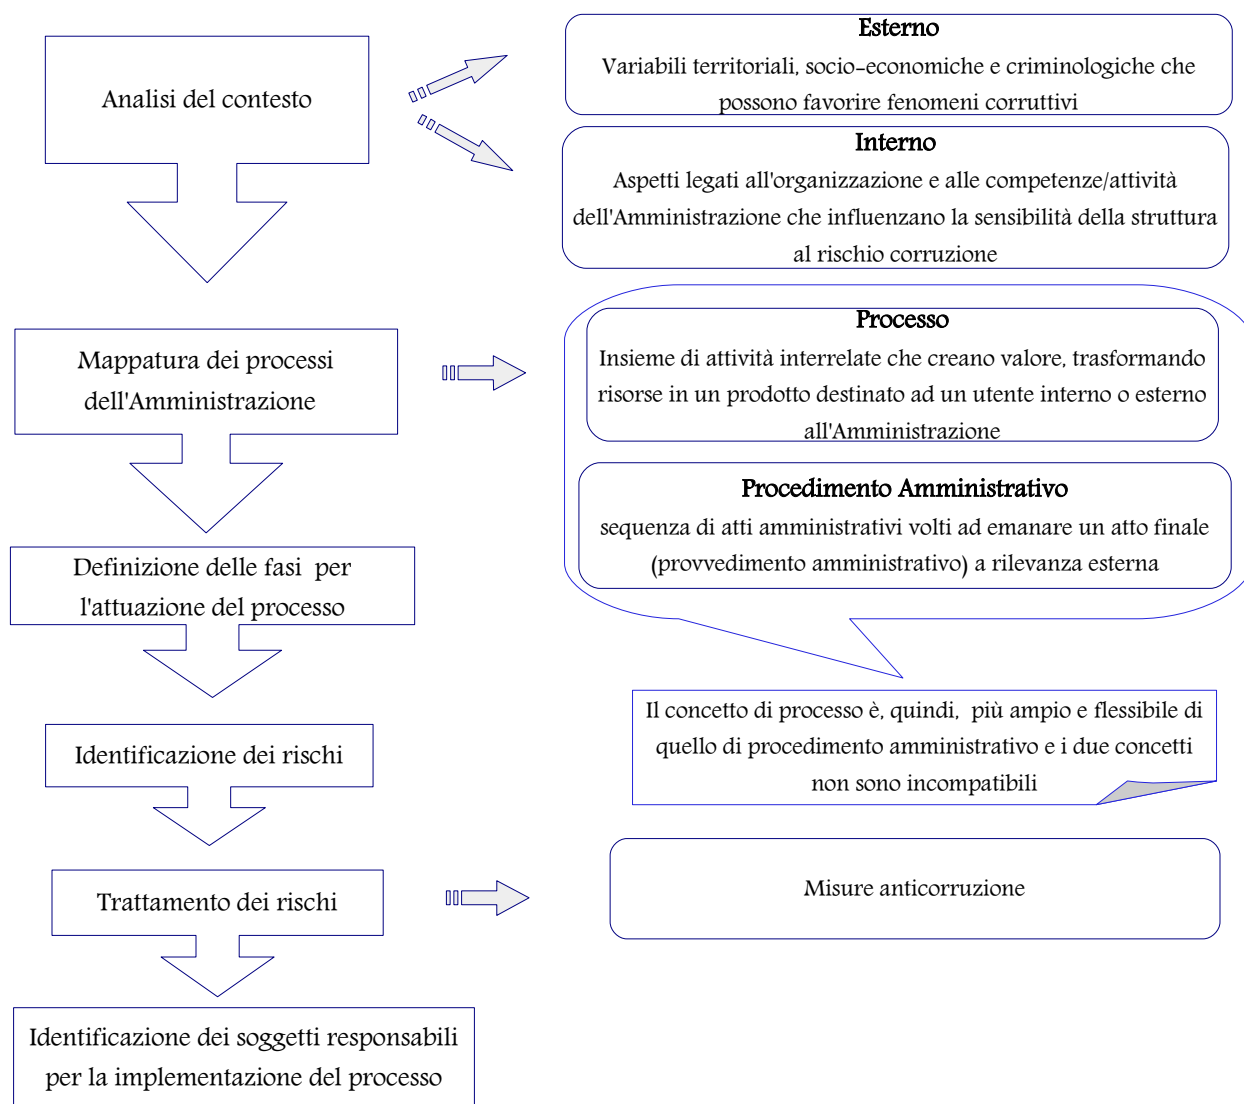 Analisi del contesto
Esterno
Variabili territoriali, socio-economiche e criminologiche che
possono favorire fenomeni corruttivi
Interno
Aspetti legati all'organizzazione e alle competenze/attività
dell'Amministrazione che influenzano la sensibilità della struttura
al rischio corruzione
Mappatura dei processi
dell'Amministrazione
Processo
Insieme di attività interrelate che creano valore, trasformando
risorse in un prodotto destinato ad un utente interno o esterno
all'Amministrazione
Procedimento Amministrativo
sequenza di atti amministrativi volti ad emanare un atto finale
(provvedimento amministrativo) a rilevanza esterna
Definizione delle fasi per
l'attuazione del processo
Il concetto di processo è, quindi, più ampio e flessibile di
quello di procedimento amministrativo e i due concetti
non sono incompatibili
Identificazione dei rischi
Trattamento dei rischi
Misure anticorruzione
Identificazione dei soggetti responsabili
per la implementazione del processo